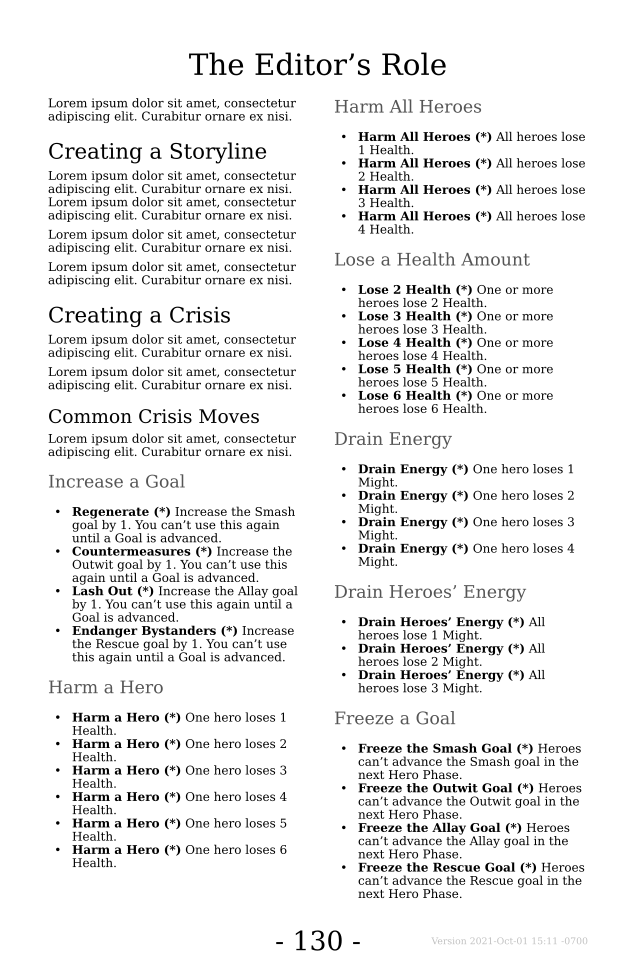 The Editor’s Role
Lorem ipsum dolor sit amet, consectetur
adipiscing elit. Curabitur ornare ex nisi.
Creating a Storyline
Lorem ipsum dolor sit amet, consectetur
adipiscing elit. Curabitur ornare ex nisi.
Lorem ipsum dolor sit amet, consectetur
adipiscing elit. Curabitur ornare ex nisi.
Lorem ipsum dolor sit amet, consectetur
adipiscing elit. Curabitur ornare ex nisi.
Lorem ipsum dolor sit amet, consectetur
adipiscing elit. Curabitur ornare ex nisi.
Creating a Crisis
Lorem ipsum dolor sit amet, consectetur
adipiscing elit. Curabitur ornare ex nisi.
Lorem ipsum dolor sit amet, consectetur
adipiscing elit. Curabitur ornare ex nisi.
Common Crisis Moves
Lorem ipsum dolor sit amet, consectetur
adipiscing elit. Curabitur ornare ex nisi.
Increase a Goal
• Regenerate (*) Increase the Smash
goal by 1. You can’t use this again
until a Goal is advanced.
• Countermeasures (*) Increase the
Outwit goal by 1. You can’t use this
again until a Goal is advanced.
• Lash Out (*) Increase the Allay goal
by 1. You can’t use this again until a
Goal is advanced.
• Endanger Bystanders (*) Increase
the Rescue goal by 1. You can’t use
this again until a Goal is advanced.
Harm a Hero
• Harm a Hero (*) One hero loses 1
Health.
• Harm a Hero (*) One hero loses 2
Health.
• Harm a Hero (*) One hero loses 3
Health.
• Harm a Hero (*) One hero loses 4
Health.
• Harm a Hero (*) One hero loses 5
Health.
• Harm a Hero (*) One hero loses 6
Health.
Harm All Heroes
• Harm All Heroes (*) All heroes lose
1 Health.
• Harm All Heroes (*) All heroes lose
2 Health.
• Harm All Heroes (*) All heroes lose
3 Health.
• Harm All Heroes (*) All heroes lose
4 Health.
Lose a Health Amount
• Lose 2 Health (*) One or more
heroes lose 2 Health.
• Lose 3 Health (*) One or more
heroes lose 3 Health.
• Lose 4 Health (*) One or more
heroes lose 4 Health.
• Lose 5 Health (*) One or more
heroes lose 5 Health.
• Lose 6 Health (*) One or more
heroes lose 6 Health.
Drain Energy
• Drain Energy (*) One hero loses 1
Might.
• Drain Energy (*) One hero loses 2
Might.
• Drain Energy (*) One hero loses 3
Might.
• Drain Energy (*) One hero loses 4
Might.
Drain Heroes’ Energy
• Drain Heroes’ Energy (*) All
heroes lose 1 Might.
• Drain Heroes’ Energy (*) All
heroes lose 2 Might.
• Drain Heroes’ Energy (*) All
heroes lose 3 Might.
Freeze a Goal
• Freeze the Smash Goal (*) Heroes
can’t advance the Smash goal in the
next Hero Phase.
• Freeze the Outwit Goal (*) Heroes
can’t advance the Outwit goal in the
next Hero Phase.
• Freeze the Allay Goal (*) Heroes
can’t advance the Allay goal in the
next Hero Phase.
• Freeze the Rescue Goal (*) Heroes
can’t advance the Rescue goal in the
next Hero Phase.
- 130 -
Version 2021-Oct-01 15:11 -0700